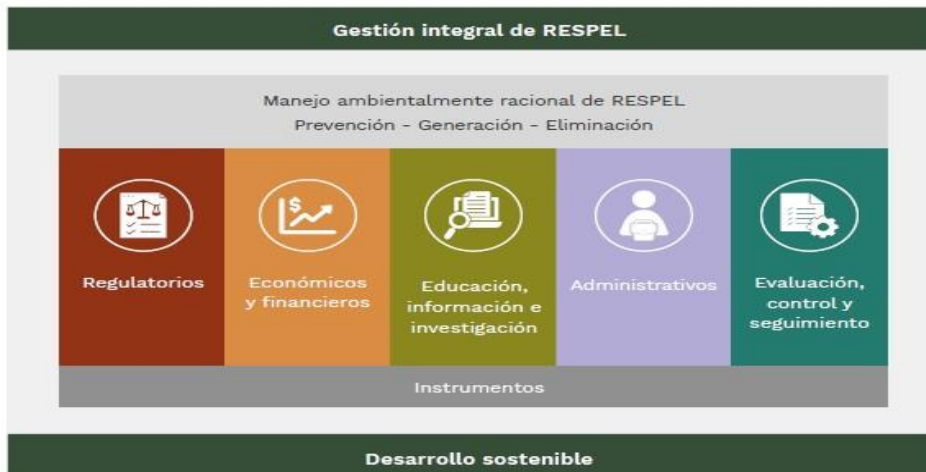 Gestión integral de RESPEL
Manejo ambientalmente racional de RESPEL
Prevención - Generación - Eliminación
$
Regulatorios
Económicos
y financieros
Educación,
información e
investigación
Administrativos
Evaluación,
control y
seguimiento
Instrumentos
Desarrollo sostenible